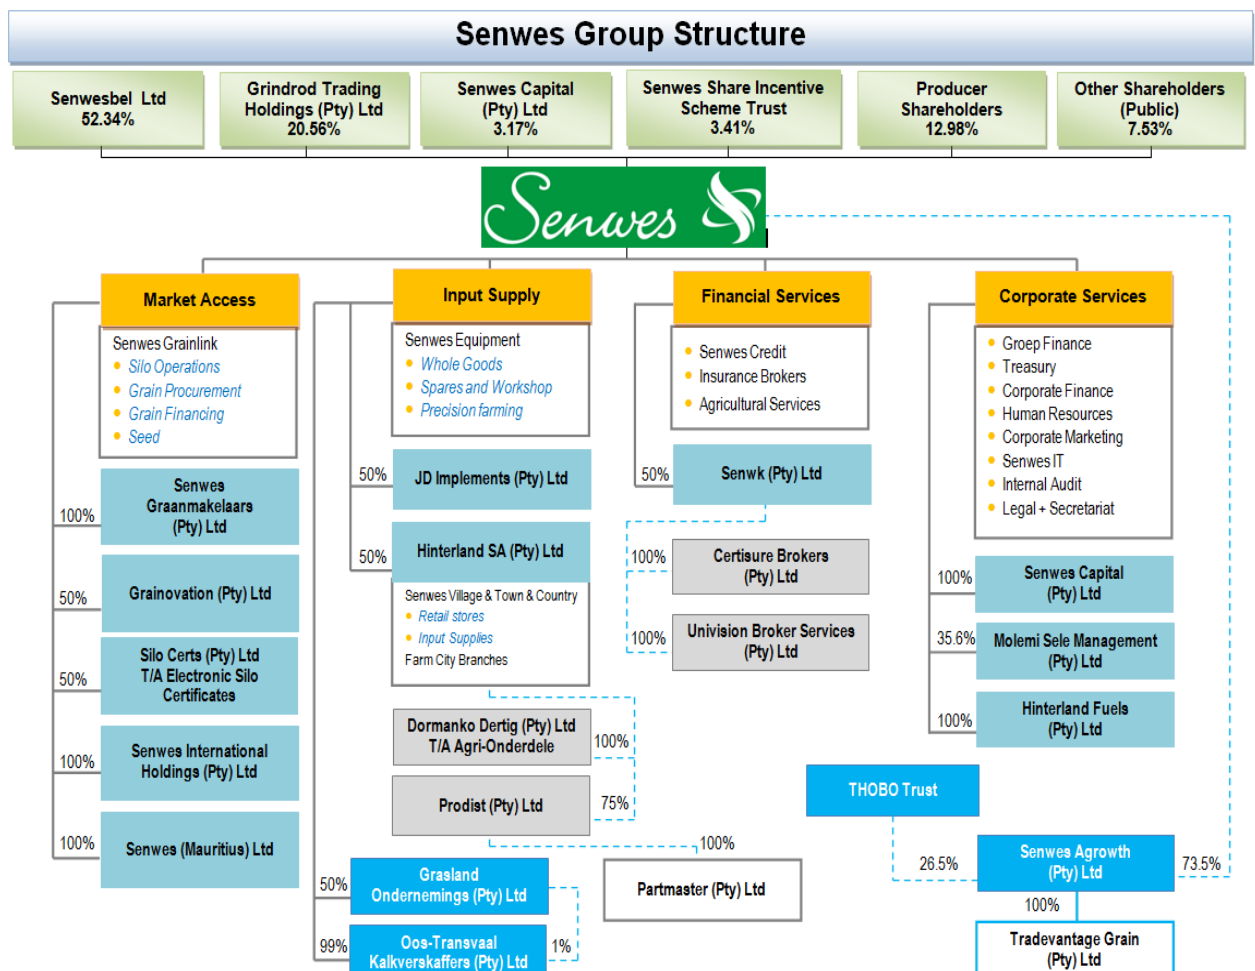 Senwes Group Structure
Senwesbel Ltd
52.34%
Grindrod Trading
Holdings (Pty) Ltd
20.56%
Senwes Capital
(Pty) Ltd
3.17%
Senwes Share Incentive
Scheme Trust
3.41%
Producer
Shareholders
12.98%
Other Shareholders
(Public)
7.53%
Senwes
Market Access
Senwes Grainlink
Silo Operations
Grain Procurement
Grain Financing
Seed
100%
Senwes
Graanmakelaars
(Pty) Ltd
50%
Grainovation (Pty) Ltd
50%
Silo Certs (Pty) Ltd
T/A Electronic Silo
Certificates
100%
Senwes International
Holdings (Pty) Ltd
100%
Senwes (Mauritius) Ltd
Input Supply
Senwes Equipment
Whole Goods
Spares and Workshop
Precision farming
50%
JD Implements (Pty) Ltd
50%
Hinterland SA (Pty) Ltd
Senwes Village & Town & Country
Retail stores
Input Supplies
Farm City Branches
Dormanko Dertig (Pty) Ltd
T/A Agri-Onderdele
100%
Prodist (Pty) Ltd
75%
100%
Partmaster (Pty) Ltd
50%
Grasland
Ondernemings (Pty) Ltd
99%
Oos-Transvaal
Kalkverskaffers (Pty) Ltd
1%
Financial Services
Senwes Credit
Insurance Brokers
Agricultural Services
50%
Senwk (Pty) Ltd
100%
Certisure Brokers
(Pty) Ltd
100%
Univision Broker Services
(Pty) Ltd
Corporate Services
Groep Finance
Treasury
Corporate Finance
Human Resources
Corporate Marketing
Senwes IT
Internal Audit
Legal + Secretariat
100%
Senwes Capital
(Pty) Ltd
35.6%
Molemi Sele Management
(Pty) Ltd
100%
Hinterland Fuels
(Pty) Ltd
THOBO Trust
26.5%
Senwes Agrowth
(Pty) Ltd
73.5%
100%
Tradevantage Grain
(Pty) Ltd